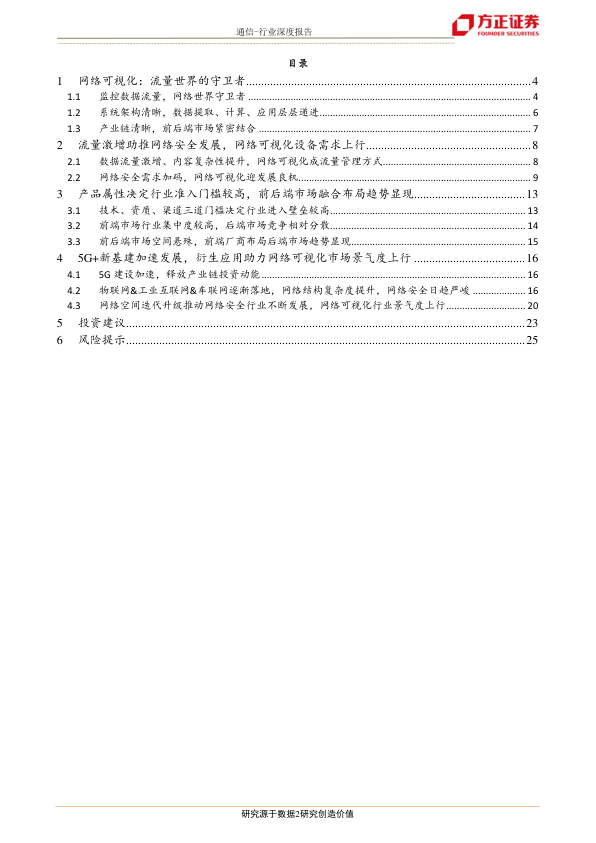 通信-行业深度报告
方正证券
FOUNDER SECURITIES
目录
1 网络可视化：流量世界的守卫者 4
1.1 监控数据流量，网络世界守卫者 4
1.2 系统架构清晰，数据提取、计算、应用层层递进 6
1.3 产业链清晰，前后端市场紧密结合 7
2 流量激增助推网络安全发展，网络可视化设备需求上行 8
2.1 数据流量激增、内容复杂性提升，网络可视化成流量管理方式 8
2.2 网络安全需求加码，网络可视化迎发展良机 9
3 产品属性决定行业准入门槛较高，前后端市场融合布局趋势显现 13
3.1 技术、资质、渠道三道门槛决定行业进入壁垒较高 13
3.2 前端市场行业集中度较高，后端市场竞争相对分散 14
3.3 前后端市场空间悬殊，前端厂商布局后端市场趋势显现 15
4 5G+新基建加速发展，衍生应用助力网络可视化市场景气度上行 16
4.1 5G 建设加速，释放产业链投资动能 16
4.2 物联网&工业互联网&车联网逐渐落地，网络结构复杂度提升，网络安全日趋严峻 16
4.3 网络空间迭代升级推动网络安全行业不断发展，网络可视化行业景气度上行 20
5 投资建议 23
6 风险提示 25
研究源于数据2研究创造价值